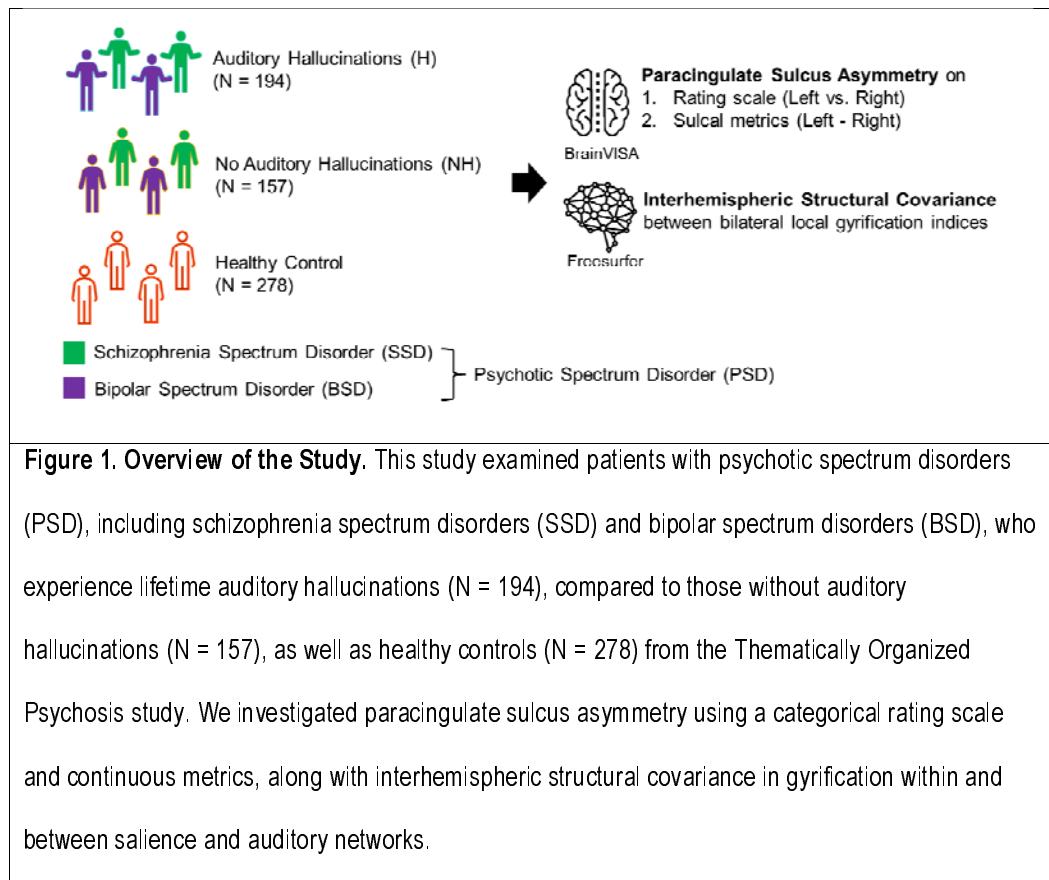 Auditory Hallucinations (H)
(N = 194)
No Auditory Hallucinations (NH)
(N = 157)
Healthy Control
(N = 278)
Schizophrenia Spectrum Disorder (SSD)
Bipolar Spectrum Disorder (BSD)
Psychotic Spectrum Disorder (PSD)
Paracingulate Sulcus Asymmetry on
1. Rating scale (Left vs. Right)
2. Sulcal metrics (Left - Right)
BrainVISA
Interhemispheric Structural Covariance
between bilateral local gyrification indices
Freesurfer
Figure 1. Overview of the Study. This study examined patients with psychotic spectrum disorders
(PSD), including schizophrenia spectrum disorders (SSD) and bipolar spectrum disorders (BSD), who
experience lifetime auditory hallucinations (N = 194), compared to those without auditory
hallucinations (N = 157), as well as healthy controls (N = 278) from the Thematically Organized
Psychosis study. We investigated paracingulate sulcus asymmetry using a categorical rating scale
and continuous metrics, along with interhemispheric structural covariance in gyrification within and
between salience and auditory networks.